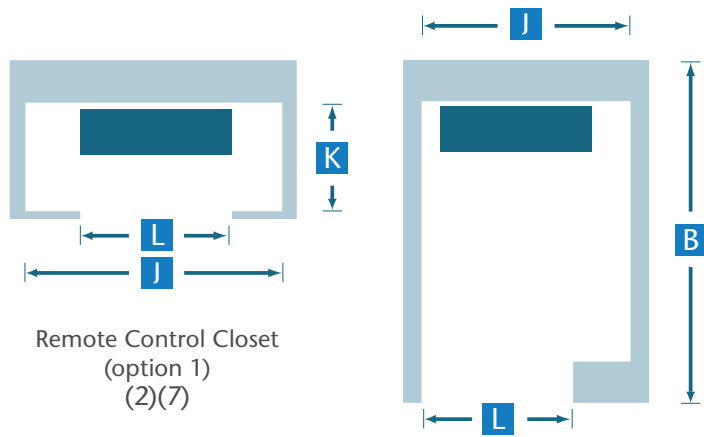 J
K
L
J
B
L
Remote Control Closet
(option 1)
(2)(7)